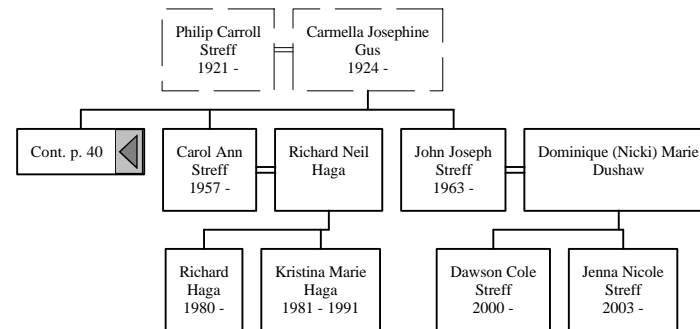 Philip Carroll
Streff
1921 -
Carmella Josephine
Gus
1924 -
Cont. p. 40
Carol Ann
Streff
1957 -
Richard Neil
Haga
John Joseph
Streff
1963 -
Dominique (Nicki) Marie
Dushaw
Richard
Haga
1980 -
Kristina Marie
Haga
1981 - 1991
Dawson Cole
Streff
2000 -
Jenna Nicole
Streff
2003 -